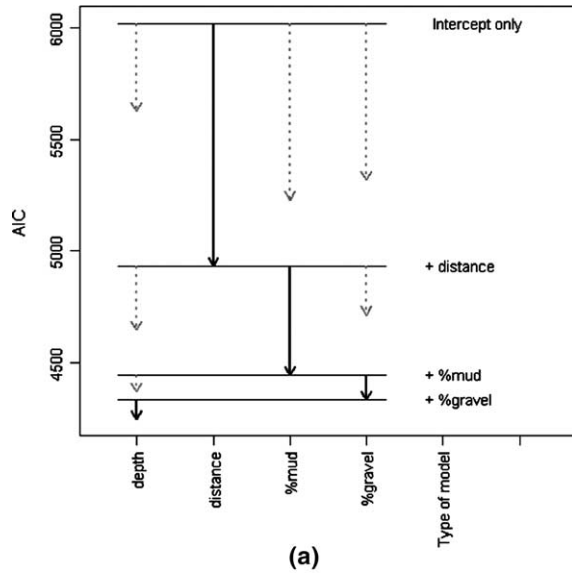 6000
Intercept only
5500
AIC
5000
+ distance
4500
+ %mud
+ %gravel
depth
distance
%mud
%gravel
Type of model
(a)